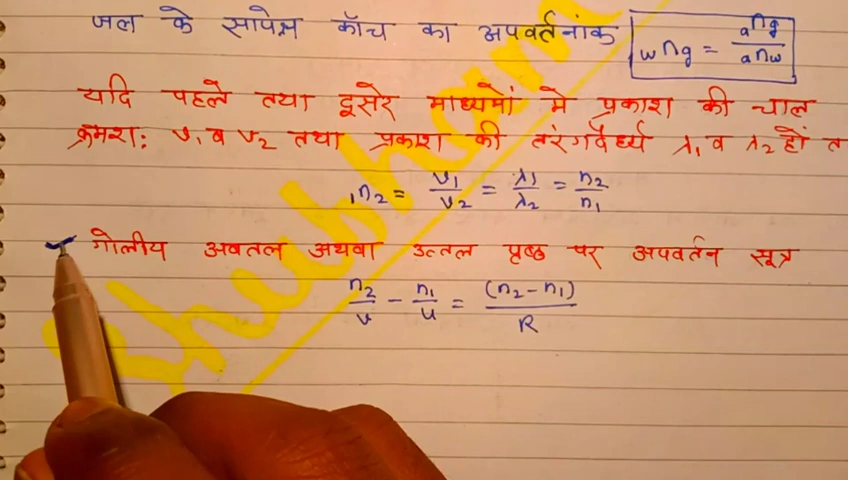 जल के सापेक्ष काँच का अपवर्तनांक wng = ang/anw
यदि पहले तथा दूसरे माध्यमों मे प्रकाश की चाल
क्रमशः v₁ व v₂ तथा प्रकाश की तरंगदैर्ध्य λ₁ व λ₂ हों त
₁n₂ = v₁/v₂ = λ₁/λ₂ = n₂/n₁
गोलीय अवतल अथवा उत्तल पृष्ठ पर अपवर्तन सूत्र
n₂/v - n₁/u = (n₂-n₁)/R
Shubham